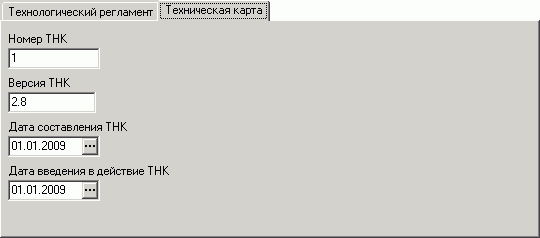 Технологический регламент Техническая карта
Номер ТНК
1
Версия ТНК
2.8
Дата составления ТНК
01.01.2009 ...
Дата введения в действие ТНК
01.01.2009 ...